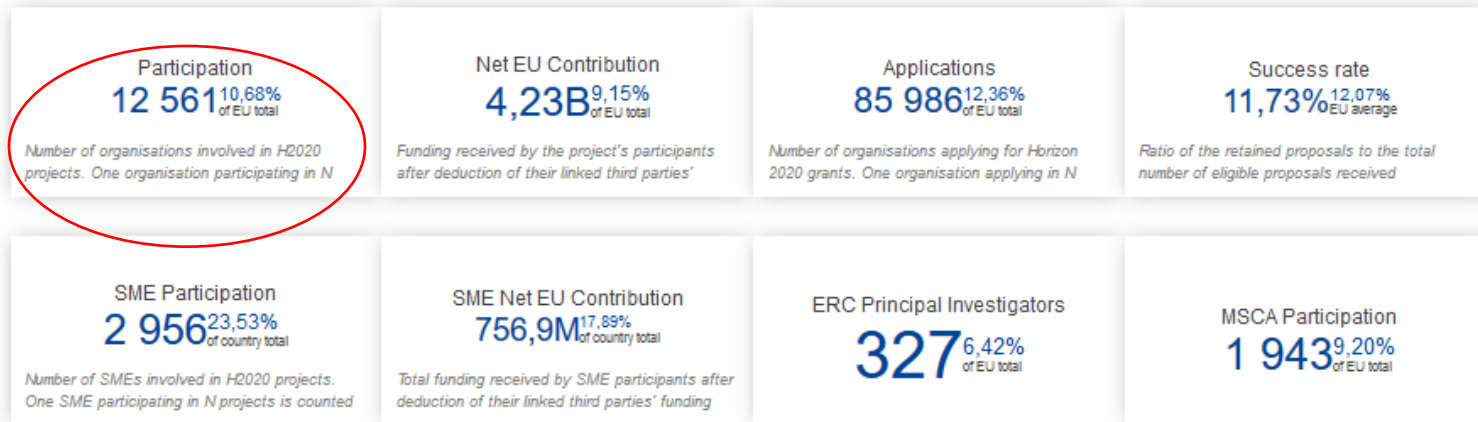 Participation
12 561 10,68% of EU total
Number of organisations involved in H2020
projects. One organisation participating in N
Net EU Contribution
4,23B 9,15% of EU total
Funding received by the project's participants
after deduction of their linked third parties'
Applications
85 986 12,36% of EU total
Number of organisations applying for Horizon
2020 grants. One organisation applying in N
Success rate
11,73% 12,07% EU average
Ratio of the retained proposals to the total
number of eligible proposals received
SME Participation
2 956 23,53% of country total
Number of SMEs involved in H2020 projects.
One SME participating in N projects is counted
SME Net EU Contribution
756,9M 17,89% of country total
Total funding received by SME participants after
deduction of their linked third parties' funding
ERC Principal Investigators
327 6,42% of EU total
MSCA Participation
1 943 9,20% of EU total